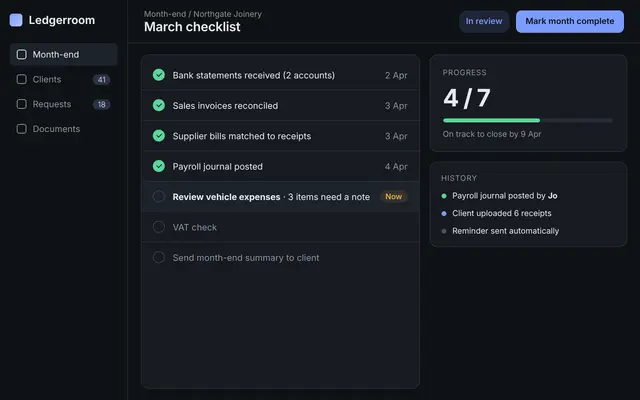 Ledgerroom
Month-end
Clients 41
Requests 18
Documents
Month-end / Northgate Joinery
March checklist
In review
Mark month complete
Bank statements received (2 accounts) 2 Apr
Sales invoices reconciled 3 Apr
Supplier bills matched to receipts 3 Apr
Payroll journal posted 4 Apr
Review vehicle expenses · 3 items need a note Now
VAT check
Send month-end summary to client
PROGRESS
4 / 7
On track to close by 9 Apr
HISTORY
Payroll journal posted by Jo
Client uploaded 6 receipts
Reminder sent automatically